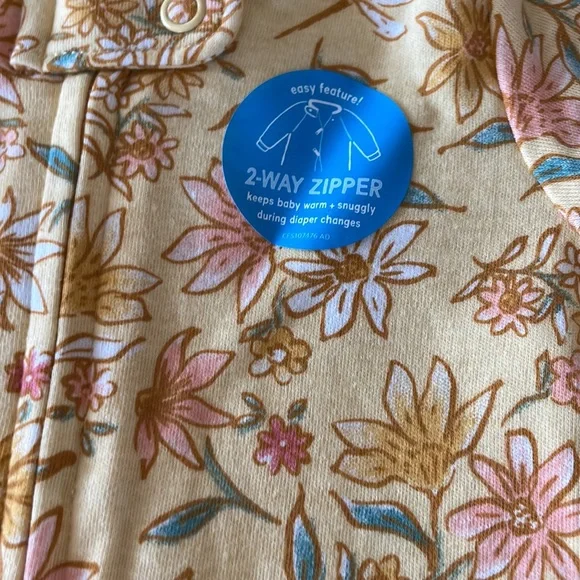 easy feature!
2-WAY ZIPPER
keeps baby warm + snuggly
during diaper changes